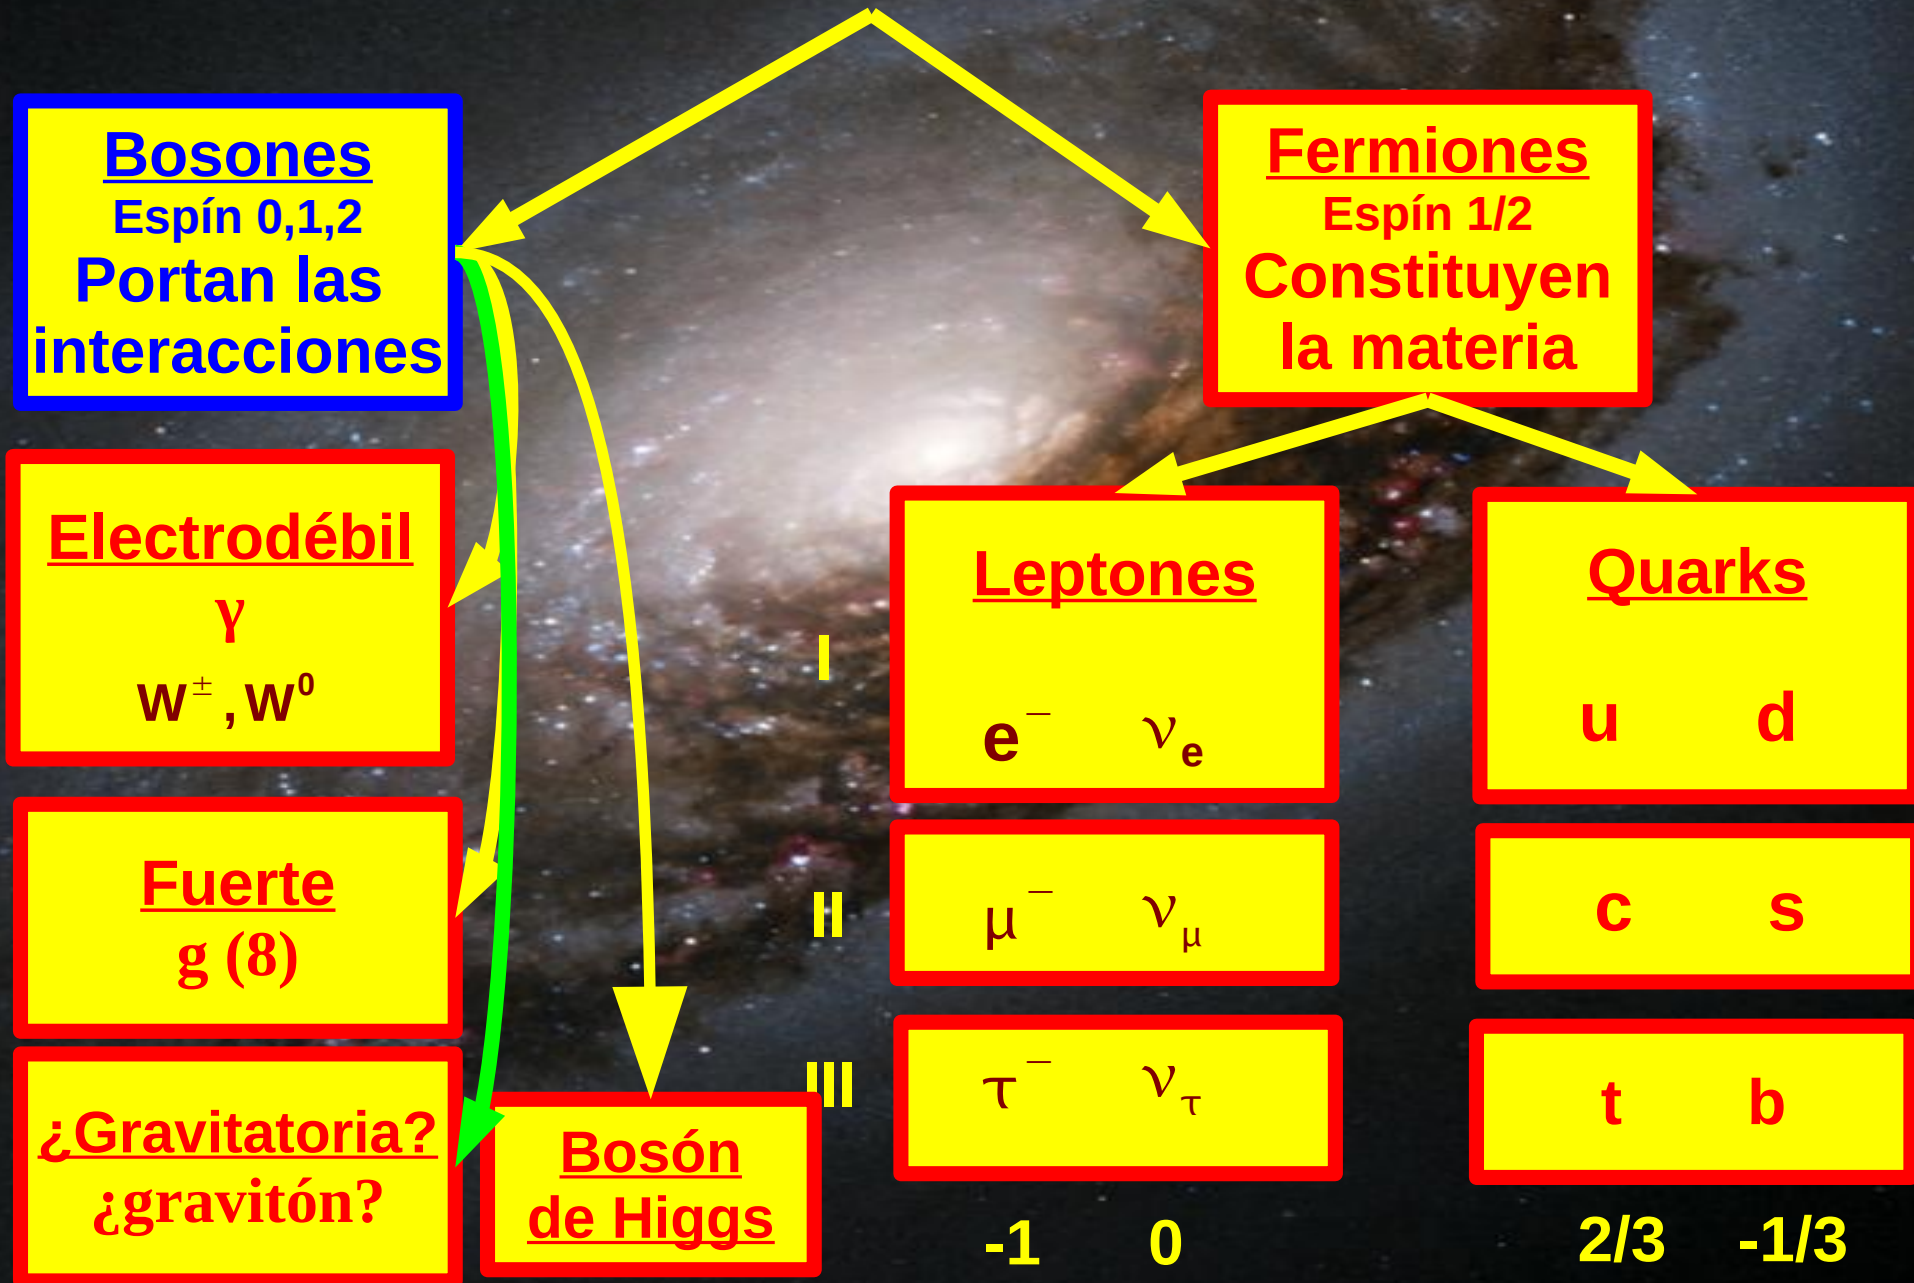 Bosones
Espín 0,1,2
Portan las
interacciones
Fermiones
Espín 1/2
Constituyen
la materia
Electrodébil
γ
W± , W0
Fuerte
g (8)
¿Gravitatoria?
¿gravitón?
Bosón
de Higgs
I
II
III
Leptones
e− νe
μ− νμ
τ− ντ
-1 0
Quarks
u d
c s
t b
2/3 -1/3